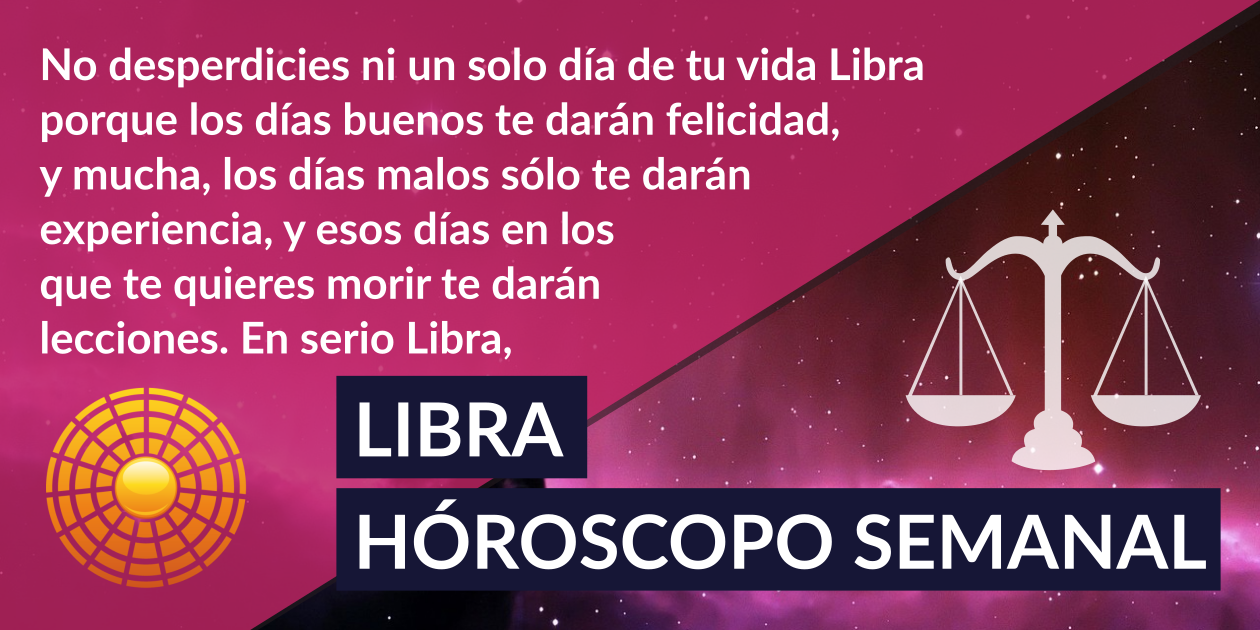 No desperdicies ni un solo día de tu vida Libra
porque los días buenos te darán felicidad,
y mucha, los días malos sólo te darán
experiencia, y esos días en los
que te quieres morir te darán
lecciones. En serio Libra,
LIBRA
HÓROSCOPO SEMANAL